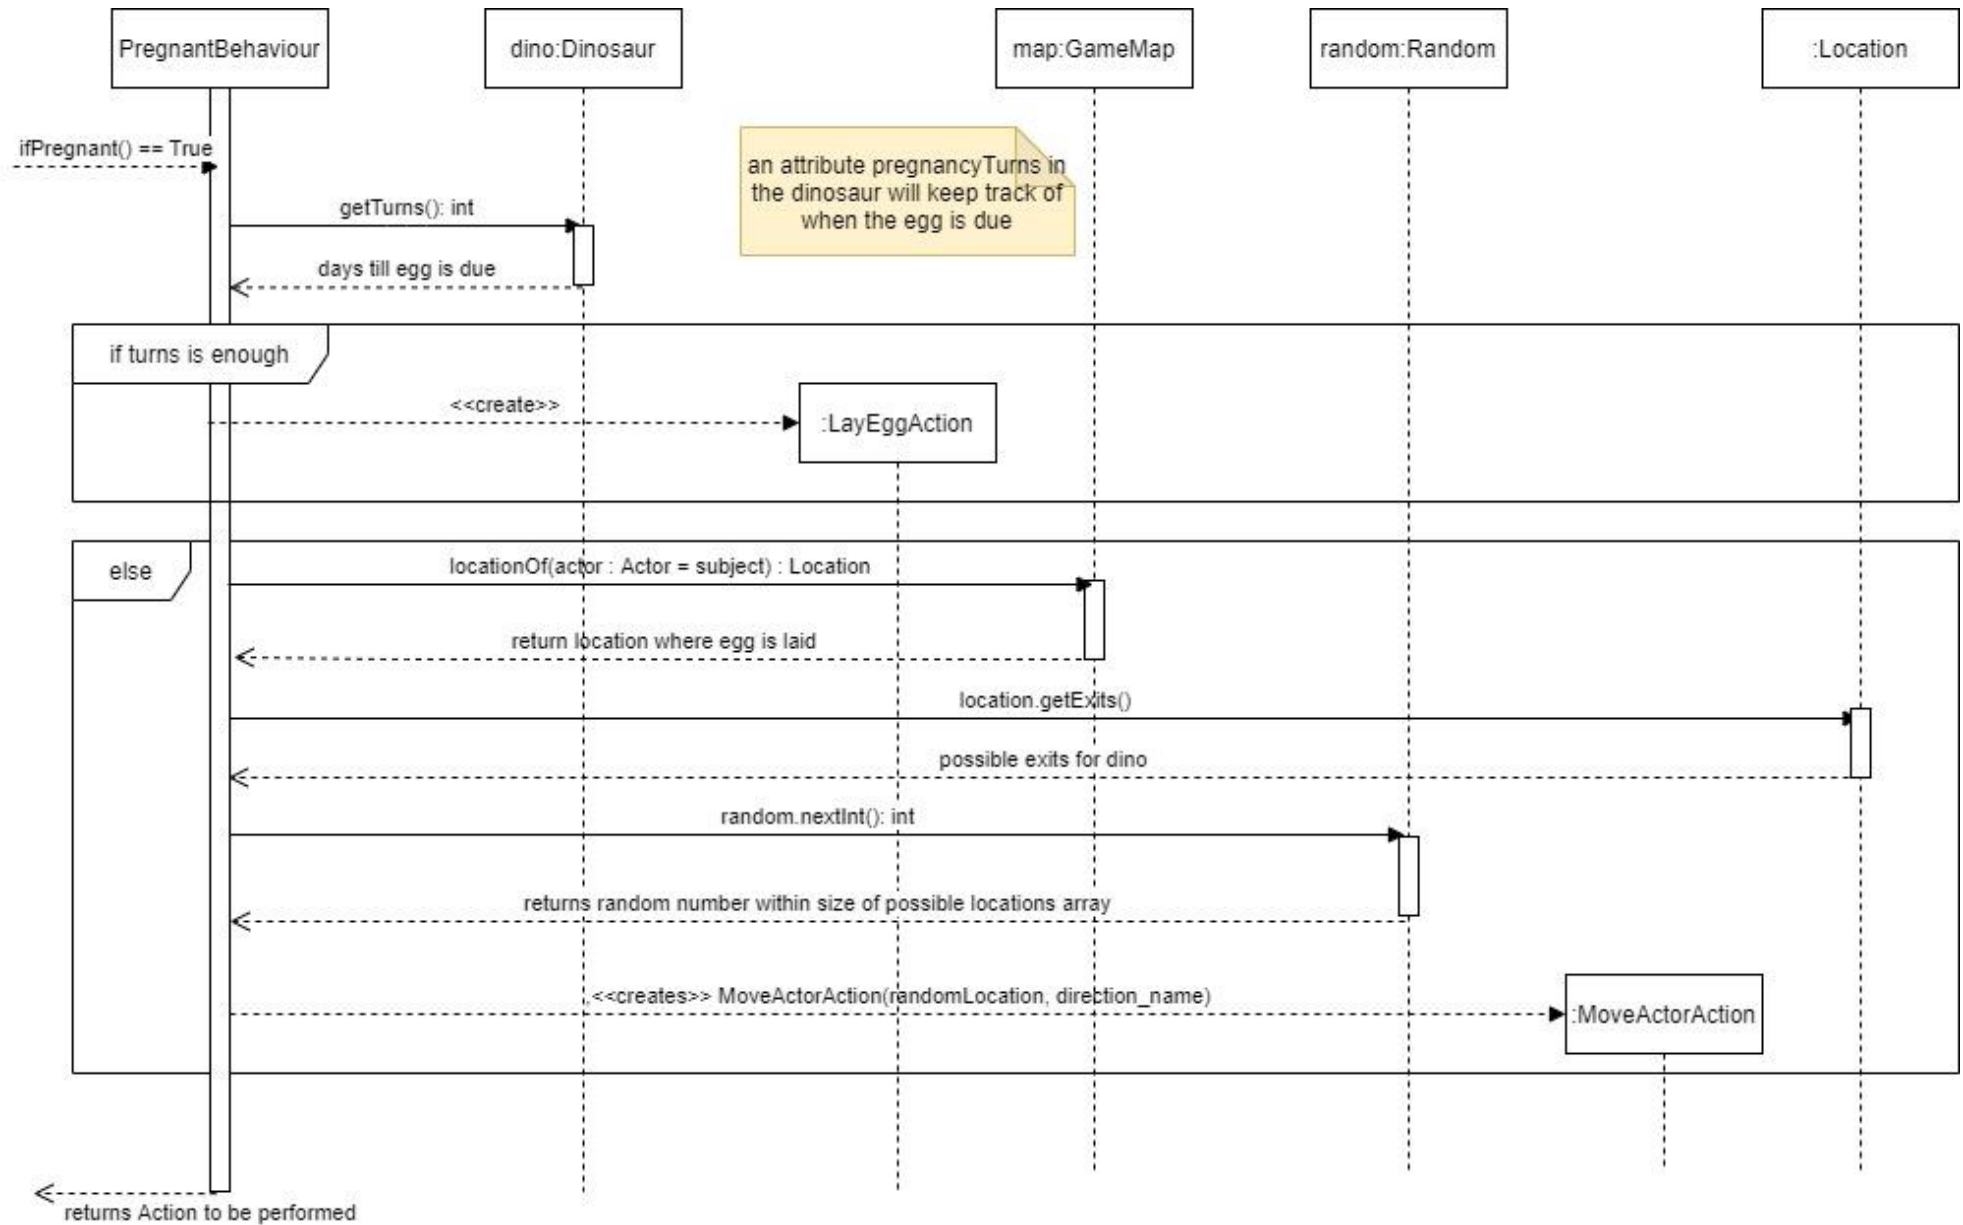 PregnantBehaviour
dino:Dinosaur
map:GameMap
random:Random
:Location
ifPregnant() == True
an attribute pregnancyTurns in
the dinosaur will keep track of
when the egg is due
getTurns(): int
days till egg is due
if turns is enough
<<create>>
:LayEggAction
else
locationOf(actor : Actor = subject) : Location
return location where egg is laid
location.getExits()
possible exits for dino
random.nextInt(): int
returns random number within size of possible locations array
,<<creates>> MoveActorAction(randomLocation, direction_name)
:MoveActorAction
returns Action to be performed